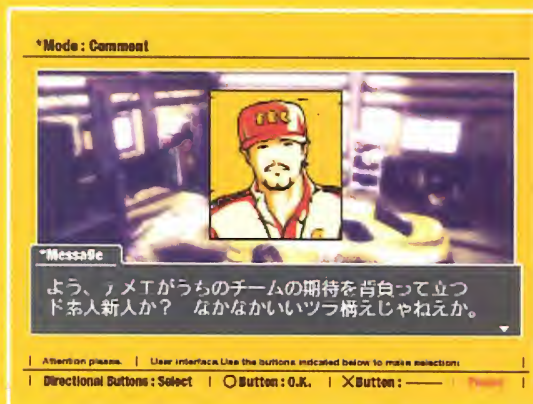 *Mode : Comment
*Message
よう、テメエがうちのチームの期待を背負って立つ
ド素人新人か？　なかなかいいツラ構えじゃねえか。
Attention please. | User interface. Use the buttons indicated below to make selections
Directional Buttons : Select | ○Button : O.K. | ×Button : ——